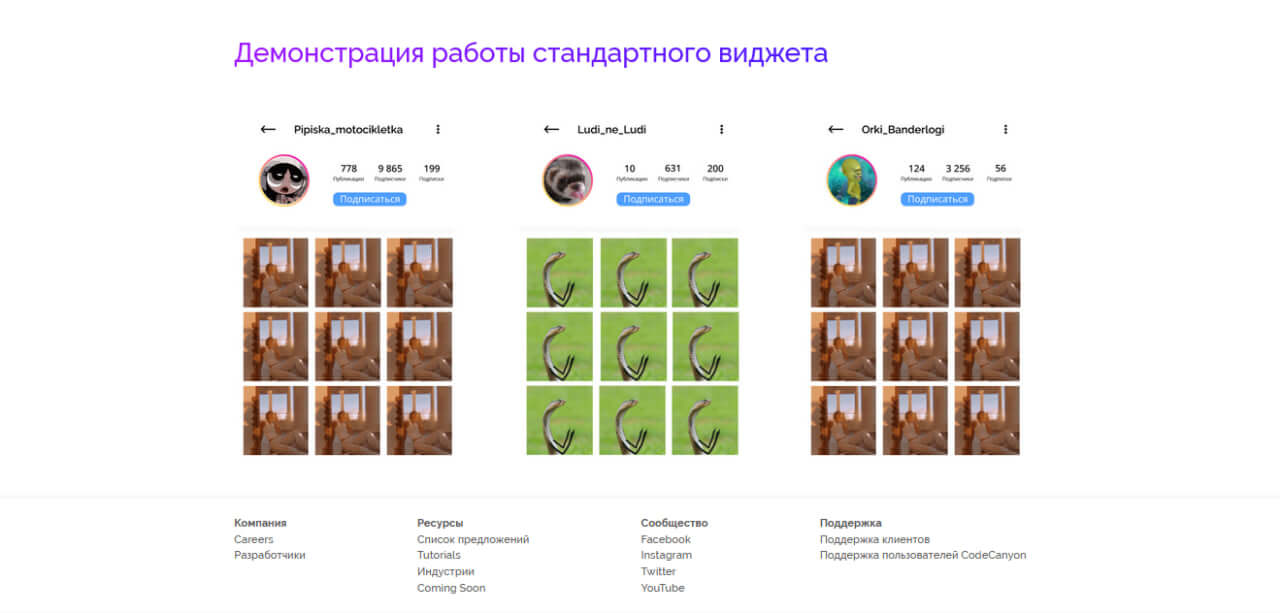 Демонстрация работы стандартного виджета
Pipiska_motocikletka
778 9 865 199
Публикации Подписчики Подписки
Подписаться
Ludi_ne_Ludi
10 631 200
Публикации Подписчики Подписки
Подписаться
Orki_Banderlogi
124 3 256 56
Публикации Подписчики Подписки
Подписаться
Компания
Careers
Разработчики
Ресурсы
Список предложений
Tutorials
Индустрии
Coming Soon
Сообщество
Facebook
Instagram
Twitter
YouTube
Поддержка
Поддержка клиентов
Поддержка пользователей CodeCanyon